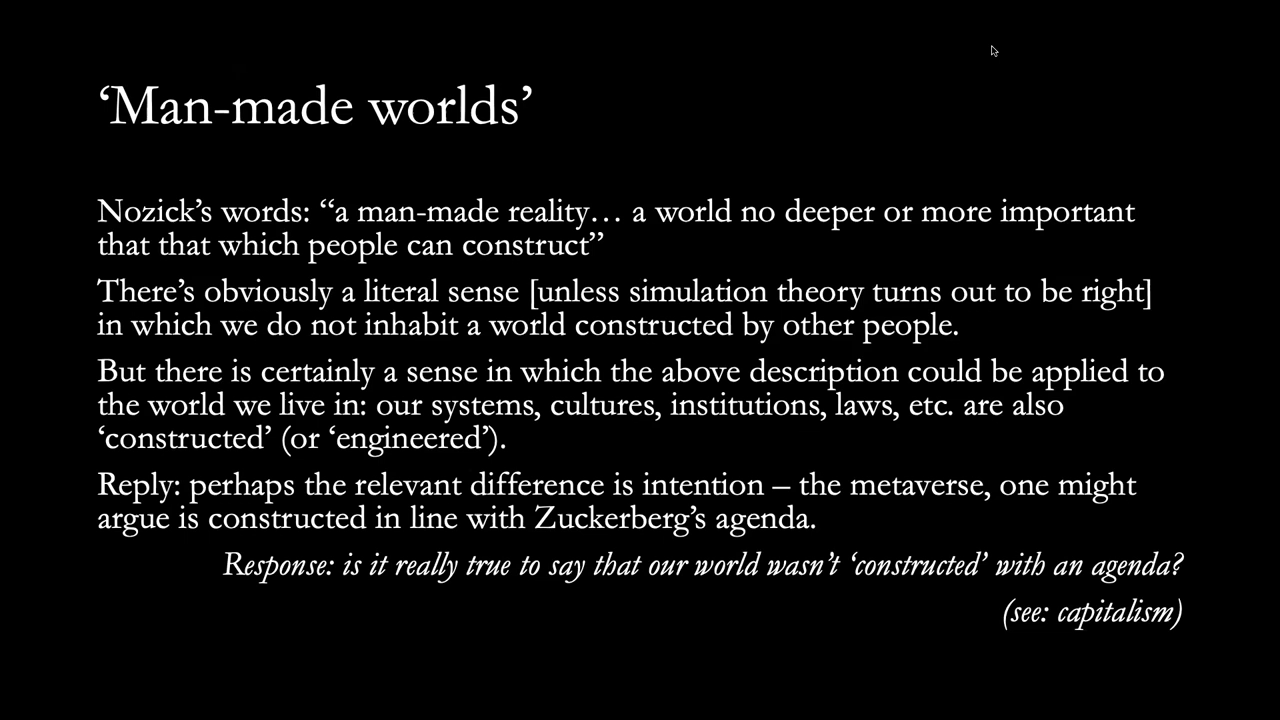 ‘Man-made worlds’
Nozick’s words: “a man-made reality… a world no deeper or more important
that that which people can construct”
There’s obviously a literal sense [unless simulation theory turns out to be right]
in which we do not inhabit a world constructed by other people.
But there is certainly a sense in which the above description could be applied to
the world we live in: our systems, cultures, institutions, laws, etc. are also
‘constructed’ (or ‘engineered’).
Reply: perhaps the relevant difference is intention – the metaverse, one might
argue is constructed in line with Zuckerberg’s agenda.
Response: is it really true to say that our world wasn’t ‘constructed’ with an agenda?
(see: capitalism)